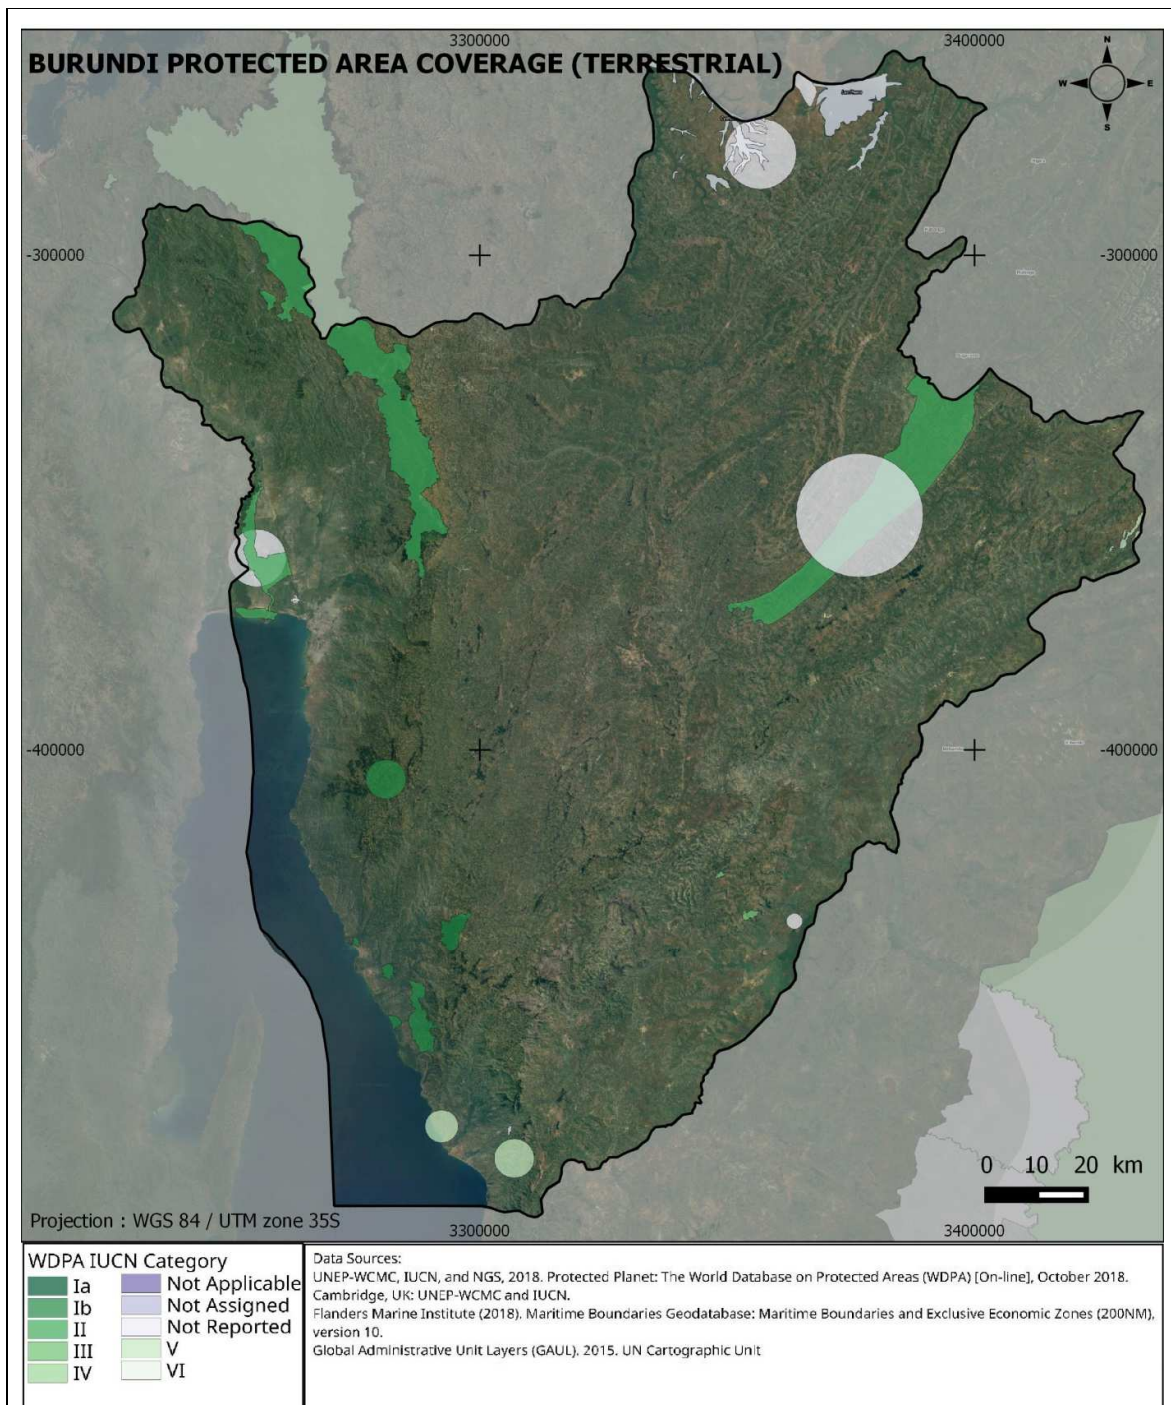 3300000 3400000
BURUNDI PROTECTED AREA COVERAGE (TERRESTRIAL)
N
W E
S
-300000 -300000
-400000 -400000
0 10 20 km
Projection : WGS 84 / UTM zone 35S
3300000 3400000
WDPA IUCN Category
Ia
Ib
II
III
IV
Not Applicable
Not Assigned
Not Reported
V
VI
Data Sources:
UNEP-WCMC, IUCN, and NGS, 2018. Protected Planet: The World Database on Protected Areas (WDPA) [On-line], October 2018.
Cambridge, UK: UNEP-WCMC and IUCN.
Flanders Marine Institute (2018). Maritime Boundaries Geodatabase: Maritime Boundaries and Exclusive Economic Zones (200NM),
version 10.
Global Administrative Unit Layers (GAUL). 2015. UN Cartographic Unit